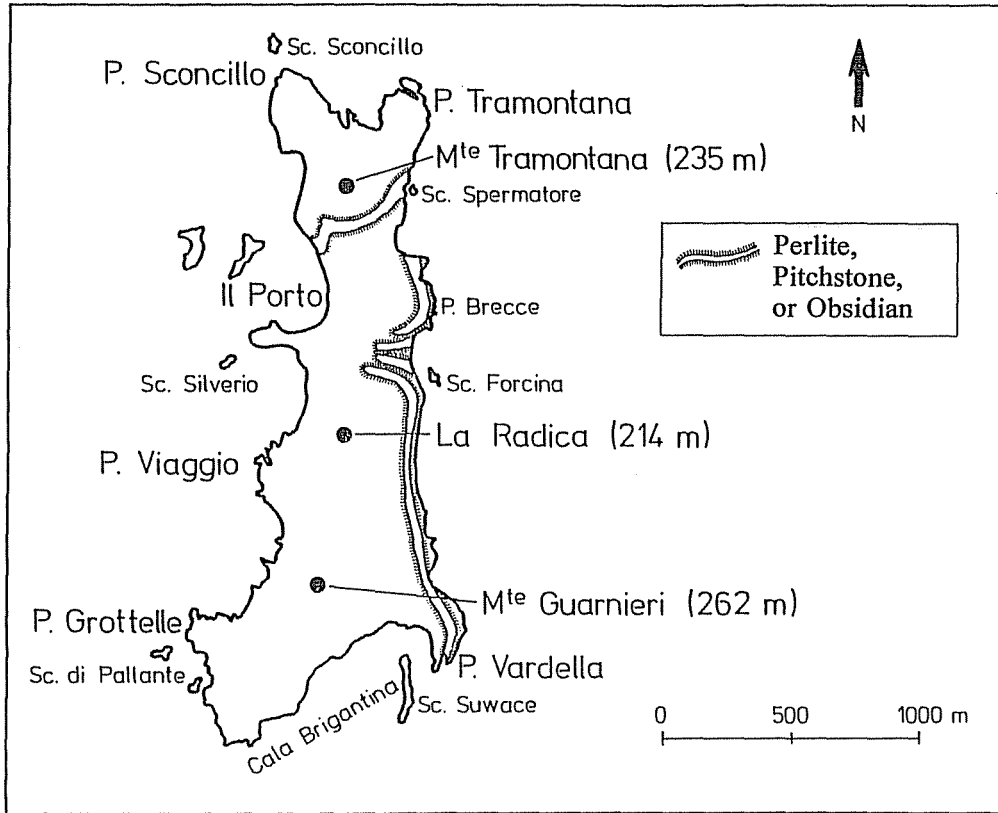 Sc. Sconcillo
P. Sconcillo
P. Tramontana
N
Mte Tramontana (235 m)
Sc. Spermatore
Perlite,
Pitchstone,
or Obsidian
Il Porto
P. Brecce
Sc. Silverio
Sc. Forcina
La Radica (214 m)
P. Viaggio
Mte Guarnieri (262 m)
P. Grottelle
Sc. di Pallante
P. Vardella
Sc. Suwace
Cala Brigantina
0 500 1000 m